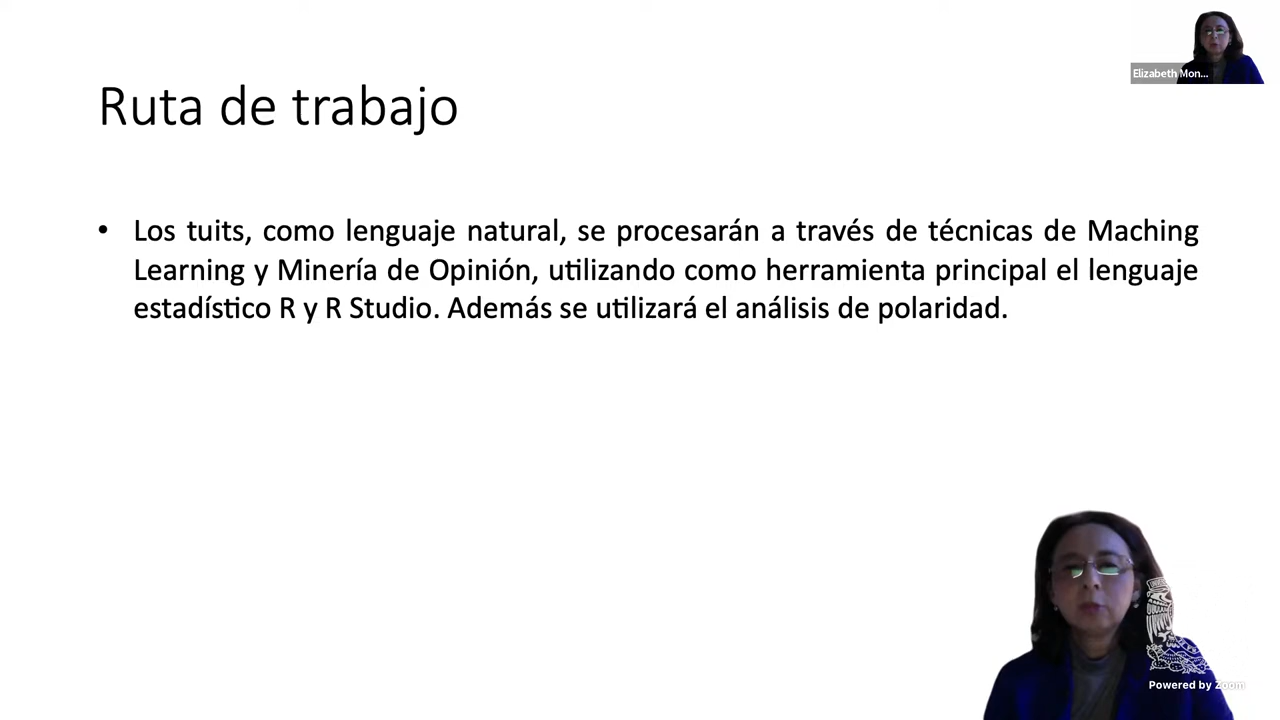 Elizabeth Mon...
Ruta de trabajo
• Los tuits, como lenguaje natural, se procesarán a través de técnicas de Maching
Learning y Minería de Opinión, utilizando como herramienta principal el lenguaje
estadístico R y R Studio. Además se utilizará el análisis de polaridad.
Powered by Zoom